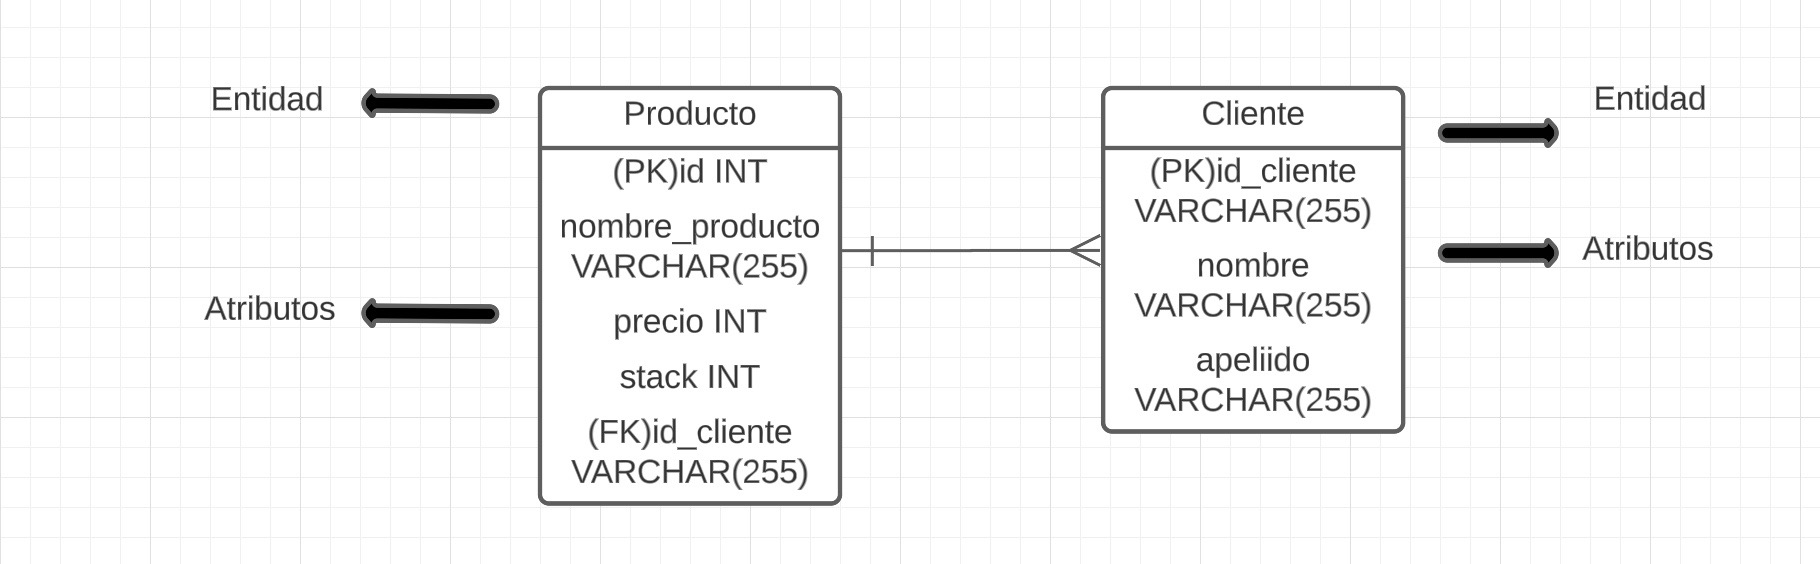 Entidad
Atributos
Producto
(PK)id INT
nombre_producto
VARCHAR(255)
precio INT
stack INT
(FK)id_cliente
VARCHAR(255)
Cliente
(PK)id_cliente
VARCHAR(255)
nombre
VARCHAR(255)
apeliido
VARCHAR(255)
Entidad
Atributos